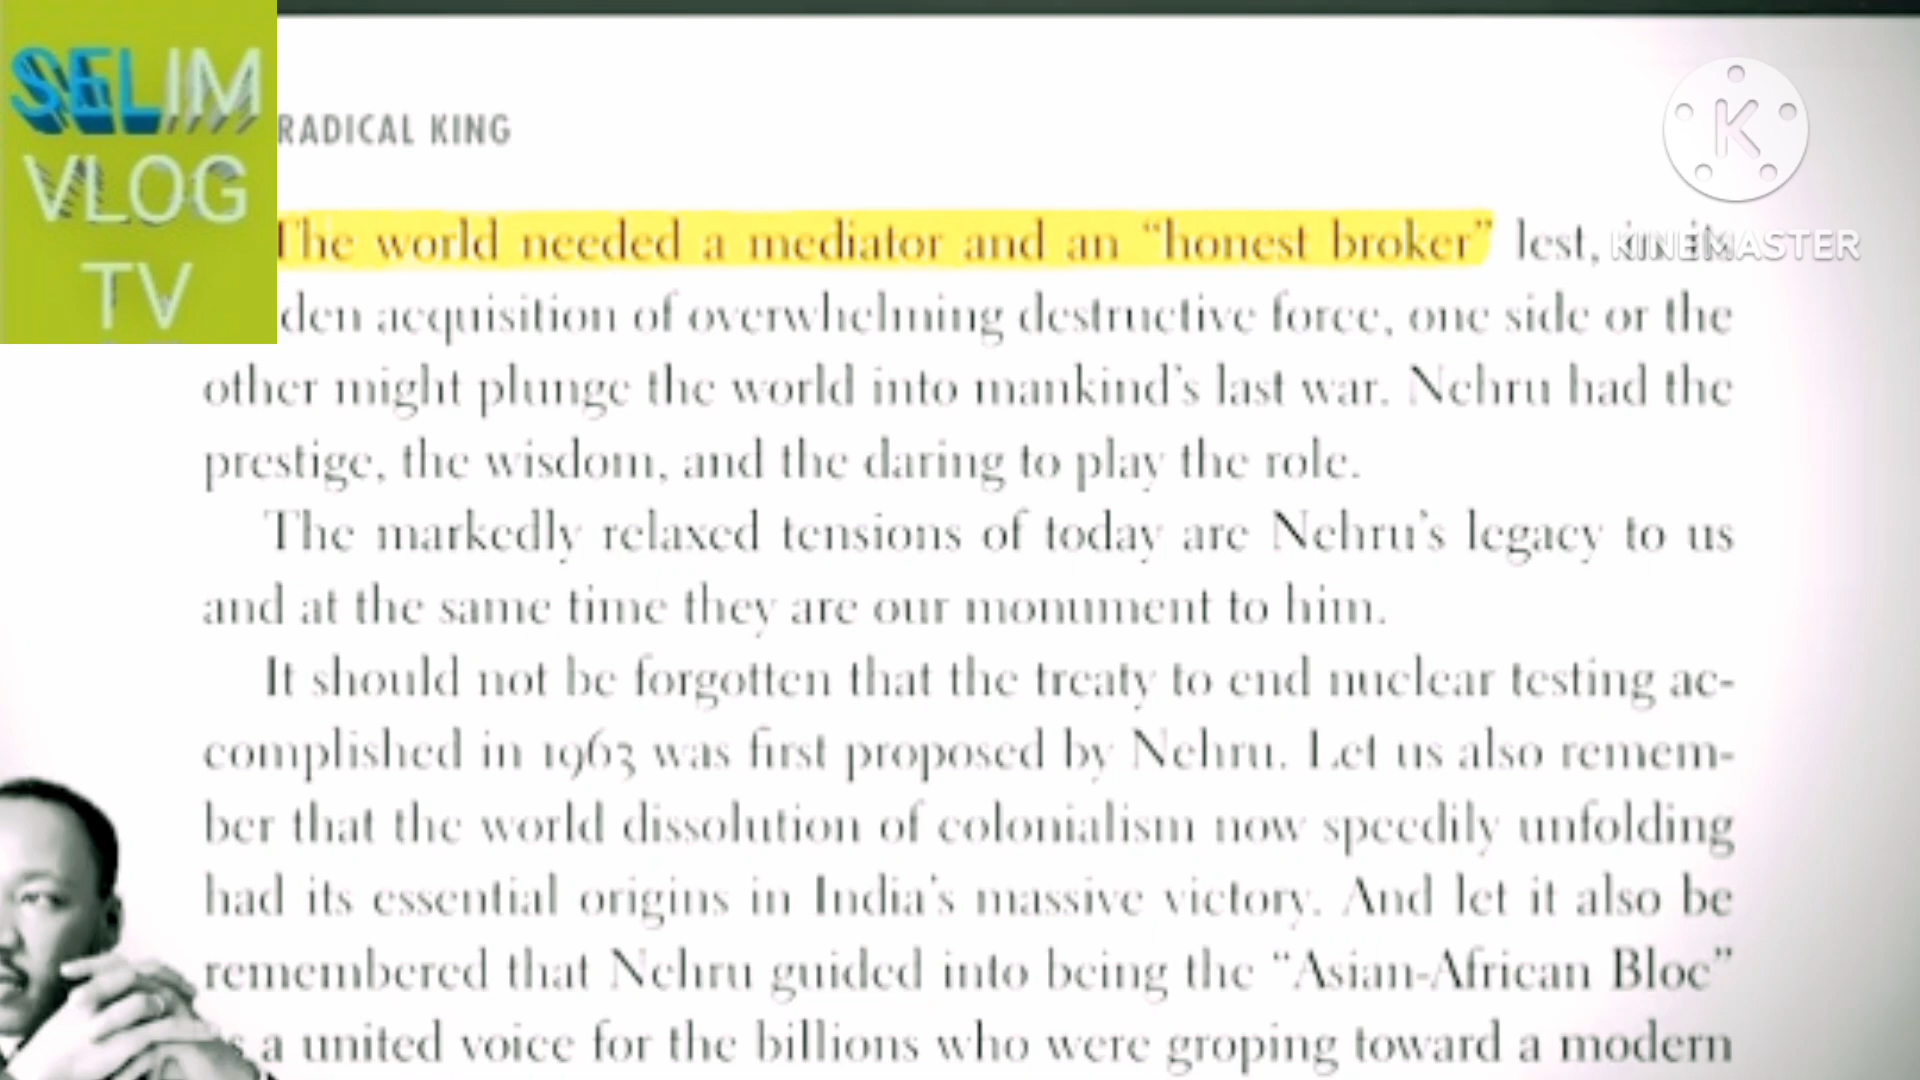 SELIM
VLOG
TV
RADICAL KING
K
KINEMASTER
The world needed a mediator and an “honest broker” lest, in its
den acquisition of overwhelming destructive force, one side or the
other might plunge the world into mankind’s last war. Nehru had the
prestige, the wisdom, and the daring to play the role.
The markedly relaxed tensions of today are Nehru’s legacy to us
and at the same time they are our monument to him.
It should not be forgotten that the treaty to end nuclear testing ac-
complished in 1963 was first proposed by Nehru. Let us also remem-
ber that the world dissolution of colonialism now speedily unfolding
had its essential origins in India’s massive victory. And let it also be
remembered that Nehru guided into being the “Asian-African Bloc”
a united voice for the billions who were groping toward a modern